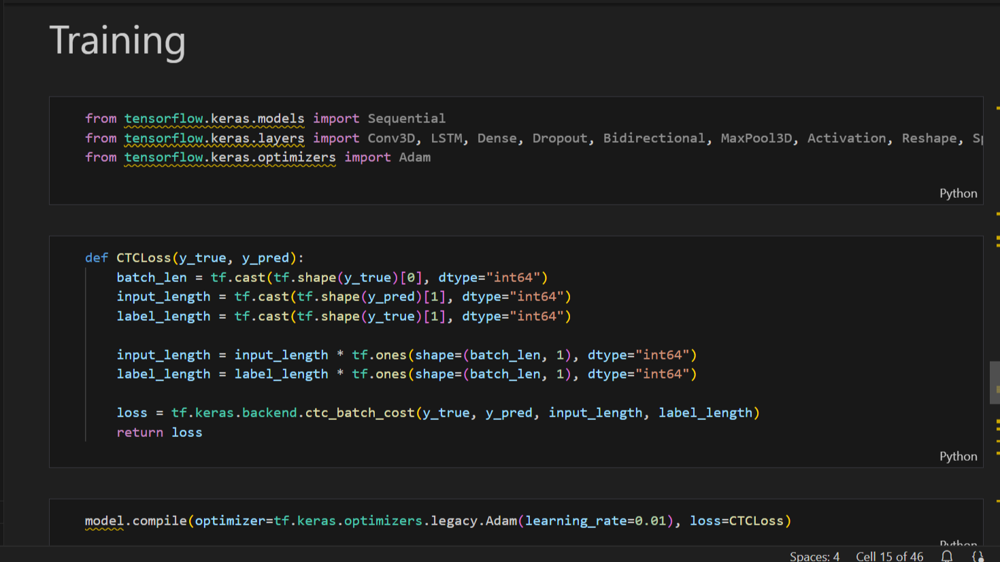 Training
from tensorflow.keras.models import Sequential
from tensorflow.keras.layers import Conv3D, LSTM, Dense, Dropout, Bidirectional, MaxPool3D, Activation, Reshape,
from tensorflow.keras.optimizers import Adam
Python
def CTCLoss(y_true, y_pred):
    batch_len = tf.cast(tf.shape(y_true)[0], dtype="int64")
    input_length = tf.cast(tf.shape(y_pred)[1], dtype="int64")
    label_length = tf.cast(tf.shape(y_true)[1], dtype="int64")
    input_length = input_length * tf.ones(shape=(batch_len, 1), dtype="int64")
    label_length = label_length * tf.ones(shape=(batch_len, 1), dtype="int64")
    loss = tf.keras.backend.ctc_batch_cost(y_true, y_pred, input_length, label_length)
    return loss
Python
model.compile(optimizer=tf.keras.optimizers.legacy.Adam(learning_rate=0.01), loss=CTCLoss)
Python
Spaces: 4 Cell 15 of 46